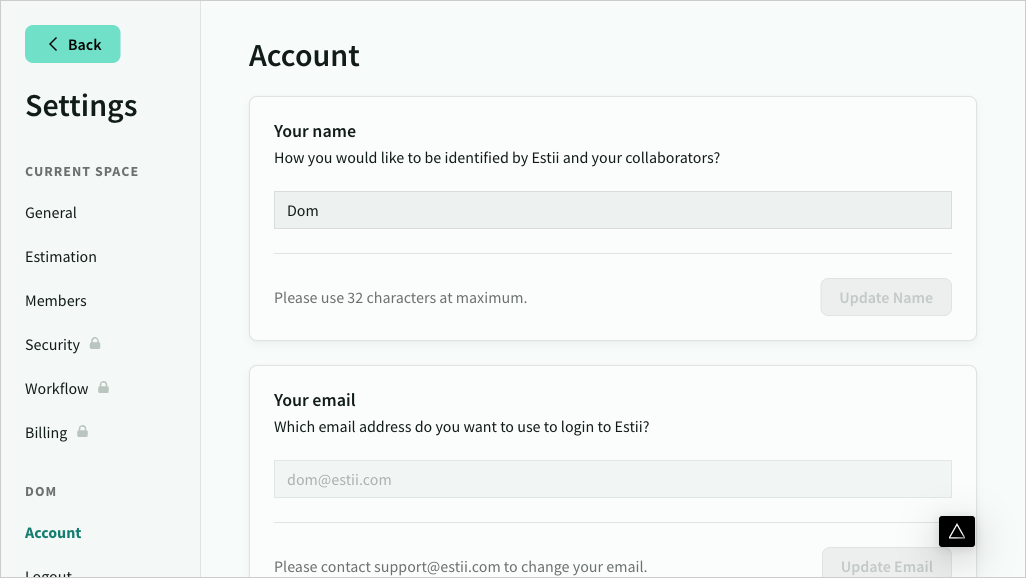 Back
Settings
CURRENT SPACE
General
Estimation
Members
Security
Workflow
Billing
DOM
Account
Logout
Account
Your name
How you would like to be identified by Estii and your collaborators?
Dom
Please use 32 characters at maximum.
Update Name
Your email
Which email address do you want to use to login to Estii?
dom@estii.com
Please contact support@estii.com to change your email.
Update Email